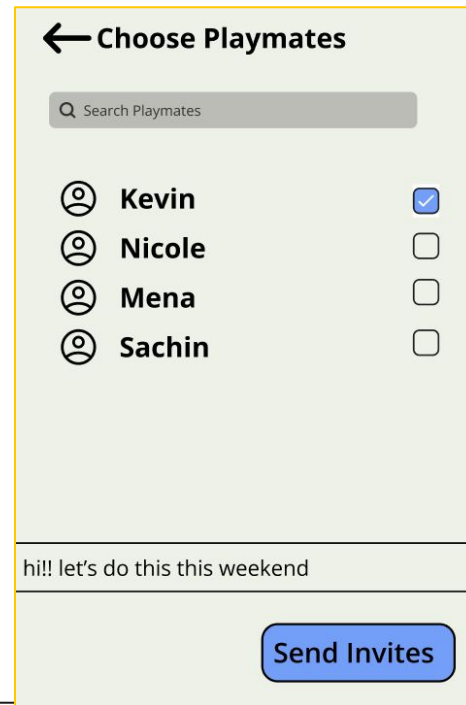 Choose Playmates
Search Playmates
Kevin
Nicole
Mena
Sachin
hi!! let's do this this weekend
Send Invites